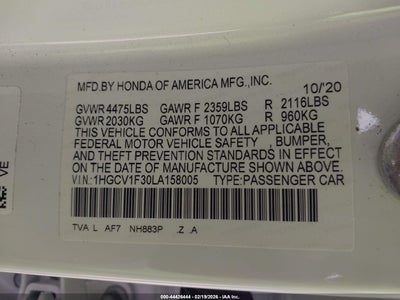 MFD.BY HONDA OF AMERICA MFG.,INC. 10/'20
GVWR 4475LBS GAWR F 2359LBS R 2116LBS
GVWR 2030KG GAWR F 1070KG R 960KG
THIS VEHICLE CONFORMS TO ALL APPLICABLE
FEDERAL MOTOR VEHICLE SAFETY , BUMPER,
AND THEFT PREVENTION STANDARDS IN EFFECT
ON THE DATE OF MANUFACTURE SHOWN ABOVE.
VIN:1HGCV1F30LA158005 TYPE:PASSENGER CAR
TVA L AF7 NH883P .Z .A
VE
000-44426444 - 02/19/2026 - IAA Inc.